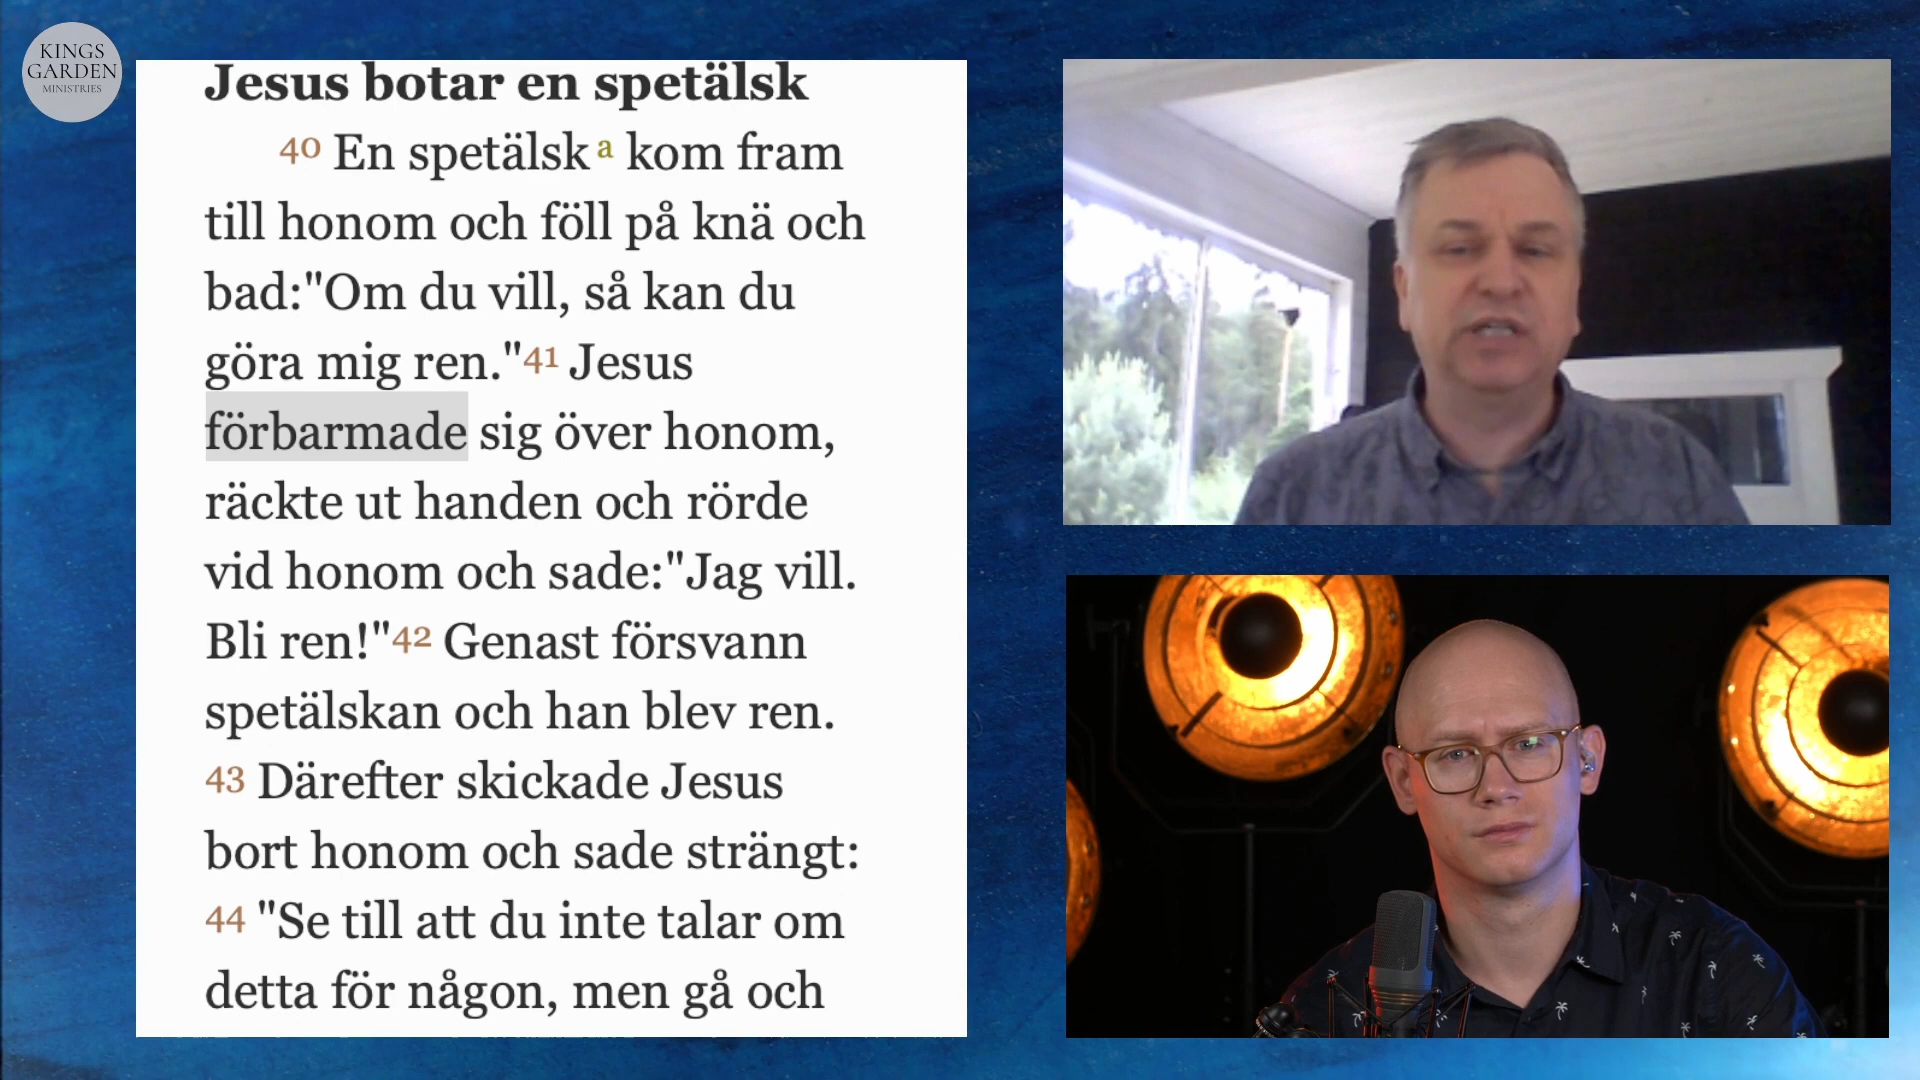 KINGS
GARDEN
MINISTRIES
Jesus botar en spetälsk
40 En spetälsk a kom fram
till honom och föll på knä och
bad:"Om du vill, så kan du
göra mig ren."41 Jesus
förbarmade sig över honom,
räckte ut handen och rörde
vid honom och sade:"Jag vill.
Bli ren!"42 Genast försvann
spetälskan och han blev ren.
43 Därefter skickade Jesus
bort honom och sade strängt:
44 "Se till att du inte talar om
detta för någon, men gå och